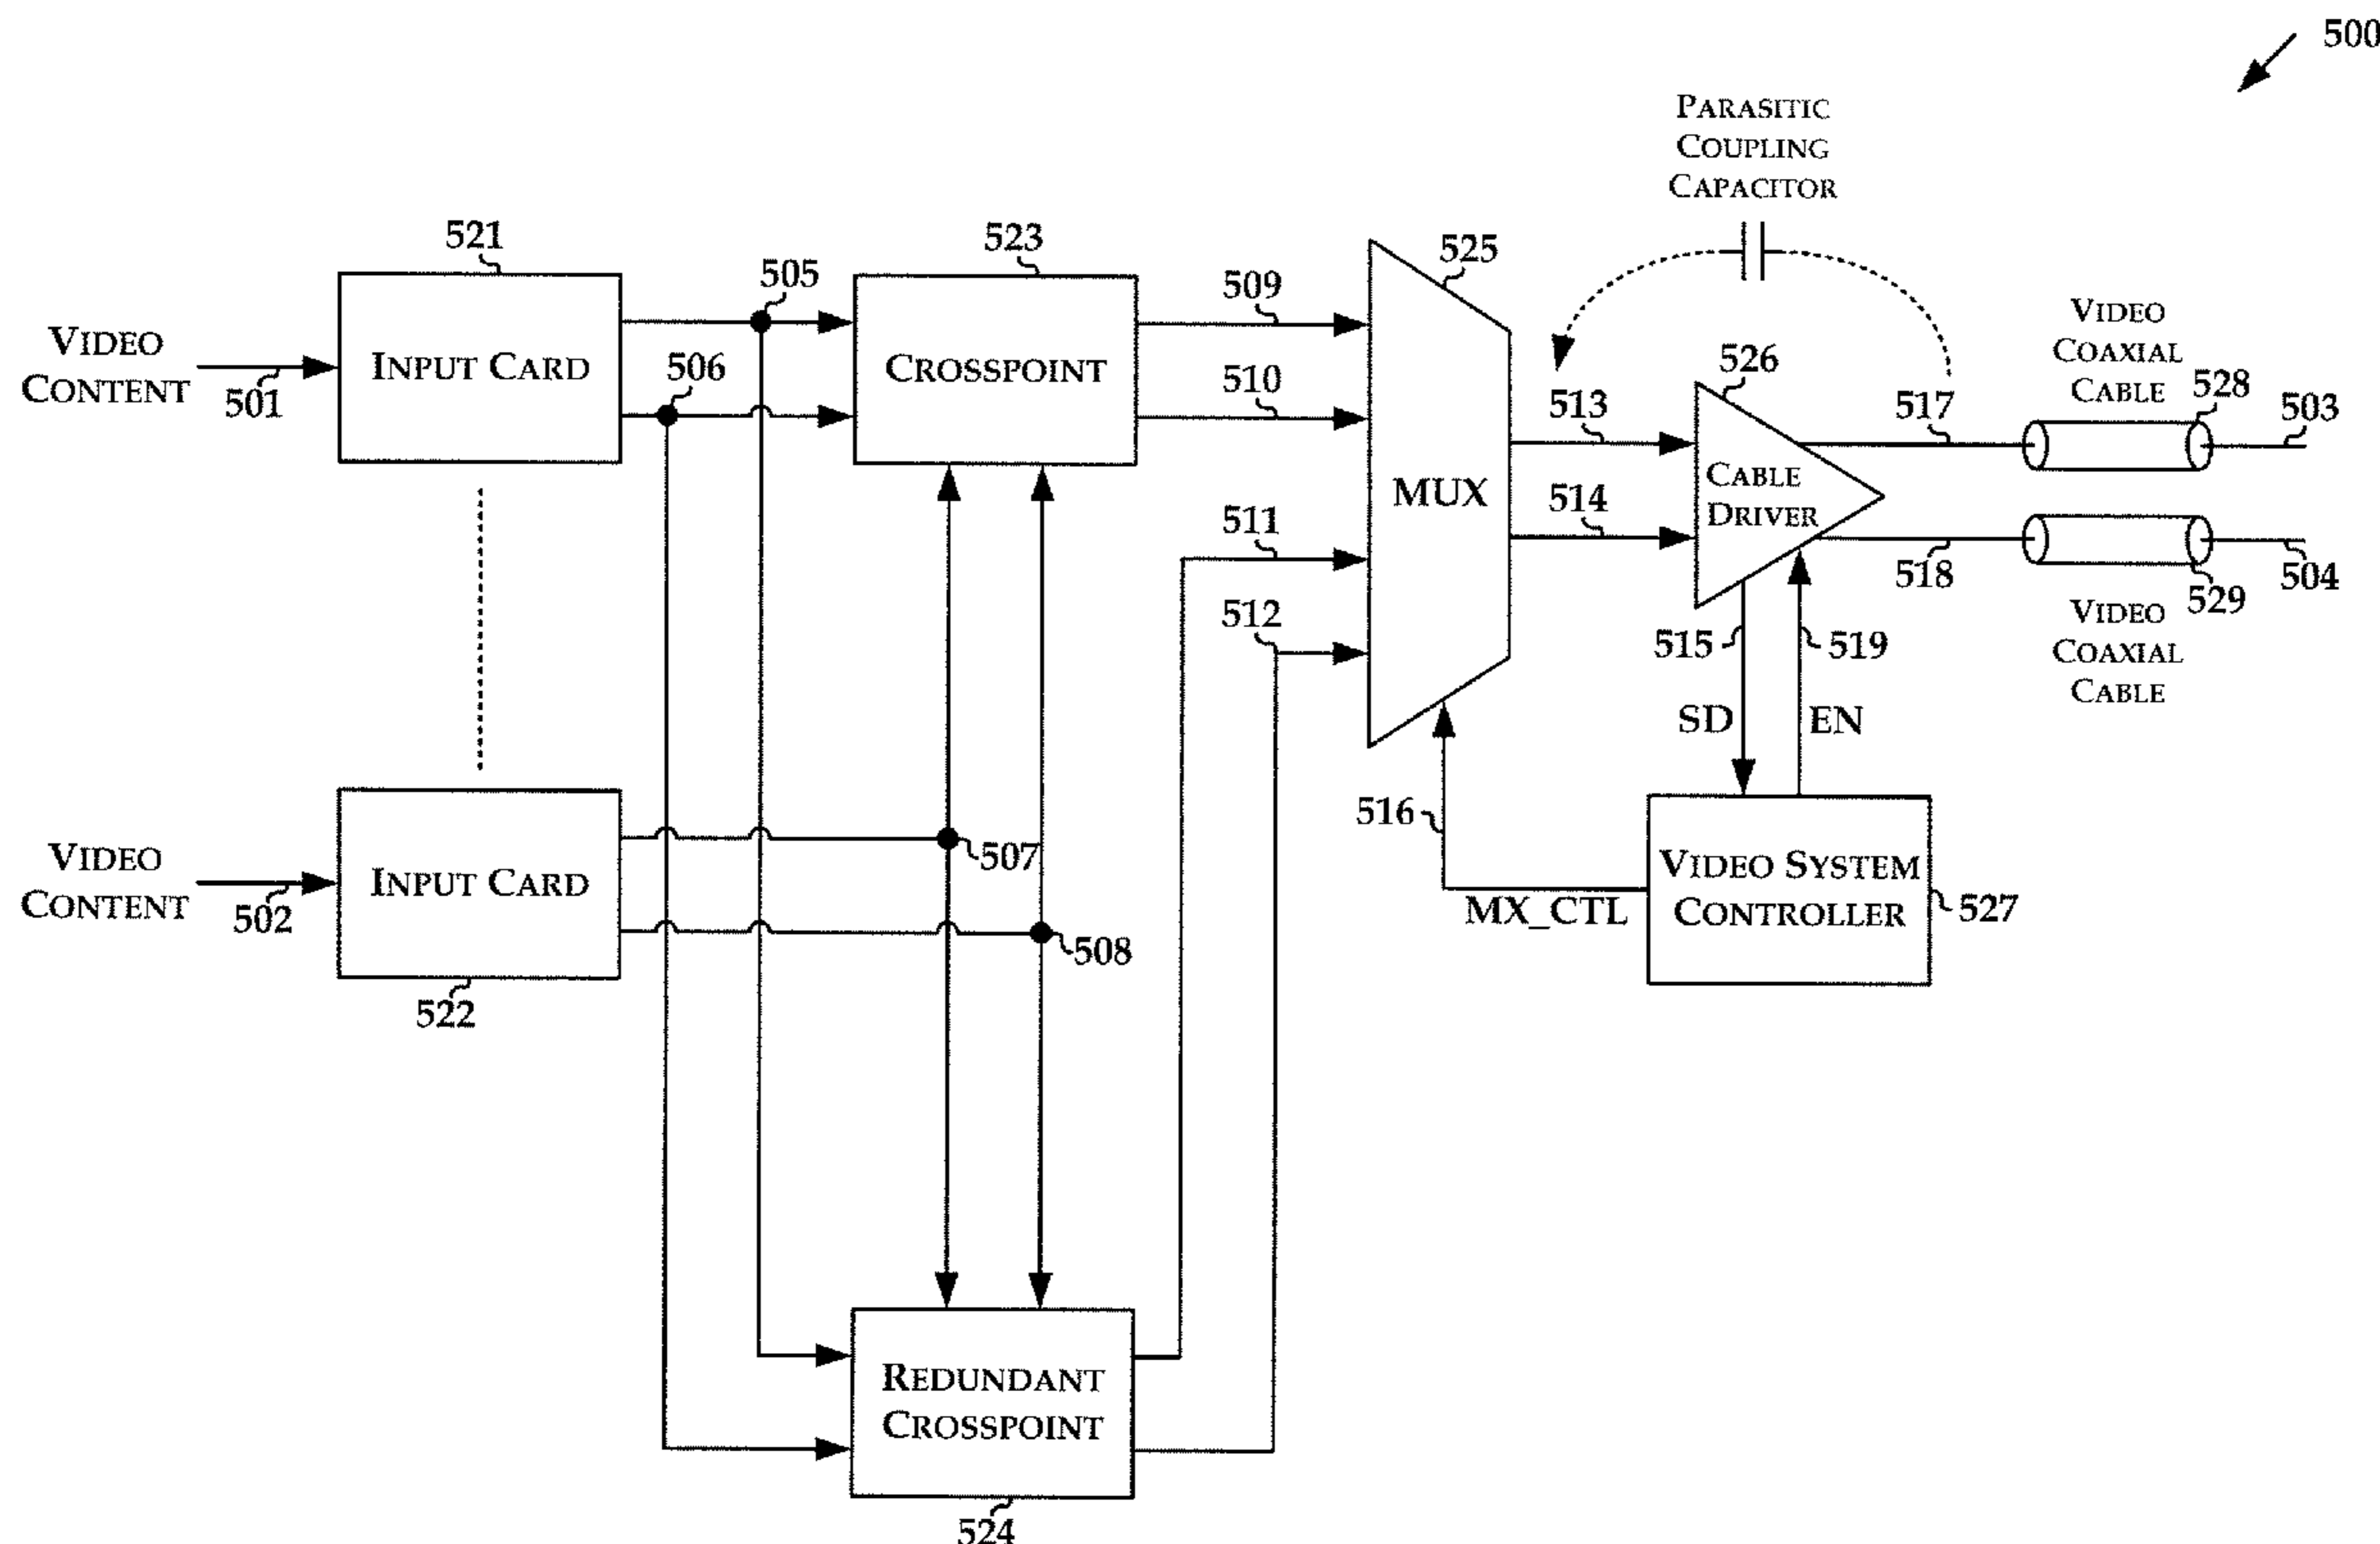 500
PARASITIC
COUPLING
CAPACITOR
521
523
525
505
509
VIDEO
COAXIAL
CABLE
VIDEO
CONTENT
501
INPUT CARD
506
CROSSPOINT
510
526
528
513
517
503
MUX
CABLE
DRIVER
511
514
518
529
504
512
515
519
VIDEO
COAXIAL
CABLE
SD
EN
516
VIDEO
CONTENT
502
INPUT CARD
507
VIDEO SYSTEM
CONTROLLER
527
MX_CTL
508
522
REDUNDANT
CROSSPOINT
524